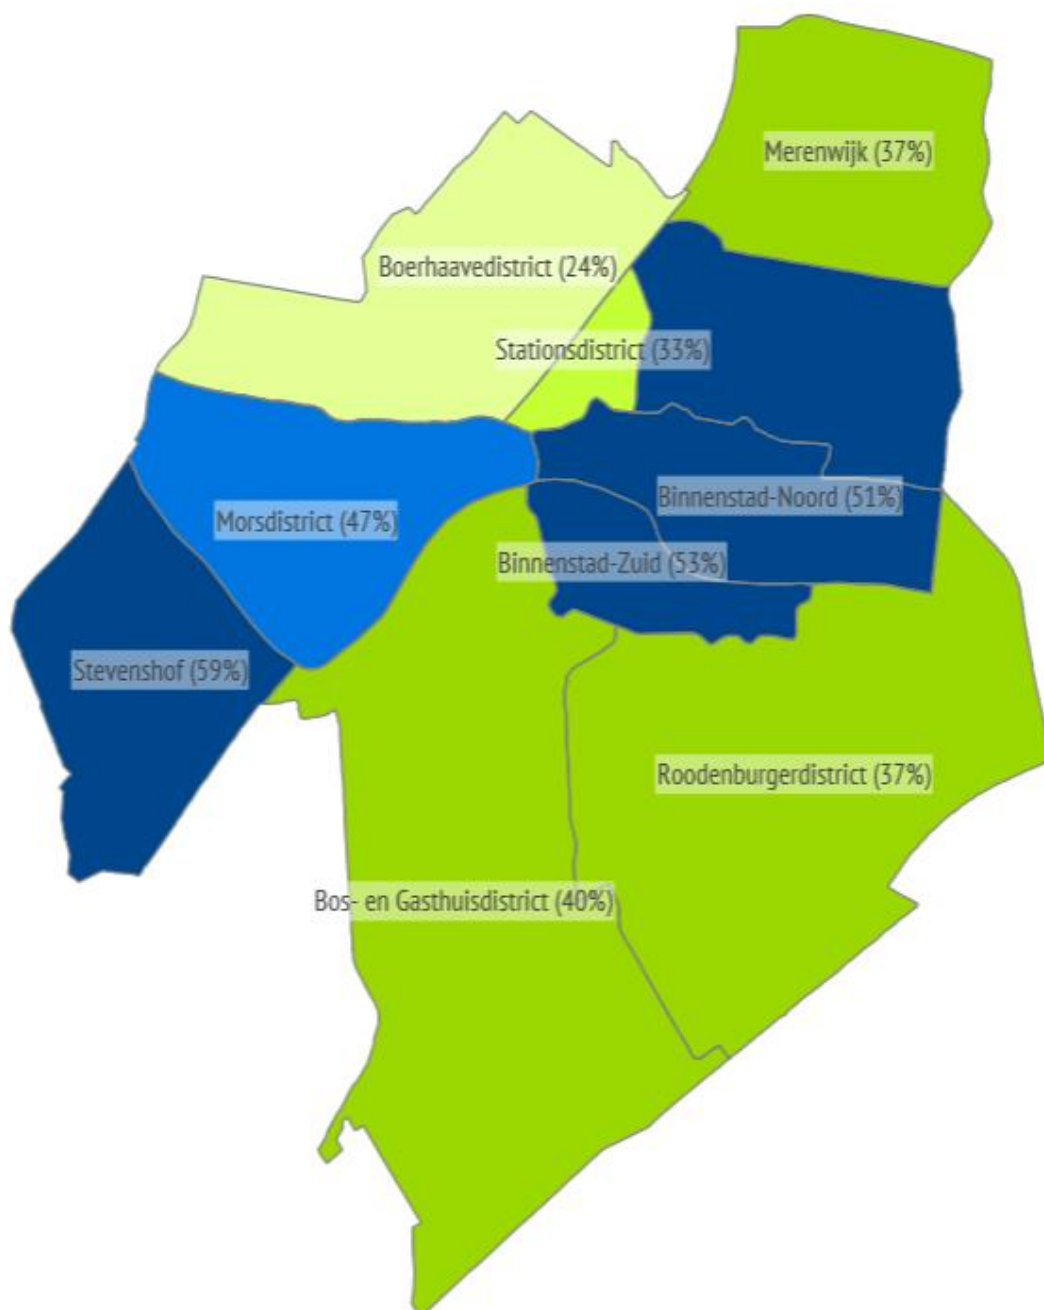 Merenwijk (37%)
Boerhaavedistrict (24%)
Stationsdistrict (33%)
Binnenstad-Noord (51%)
Morsdistrict (47%)
Binnenstad-Zuid (53%)
Stevenshof (59%)
Roodenburgerdistrict (37%)
Bos- en Gasthuisdistrict (40%)